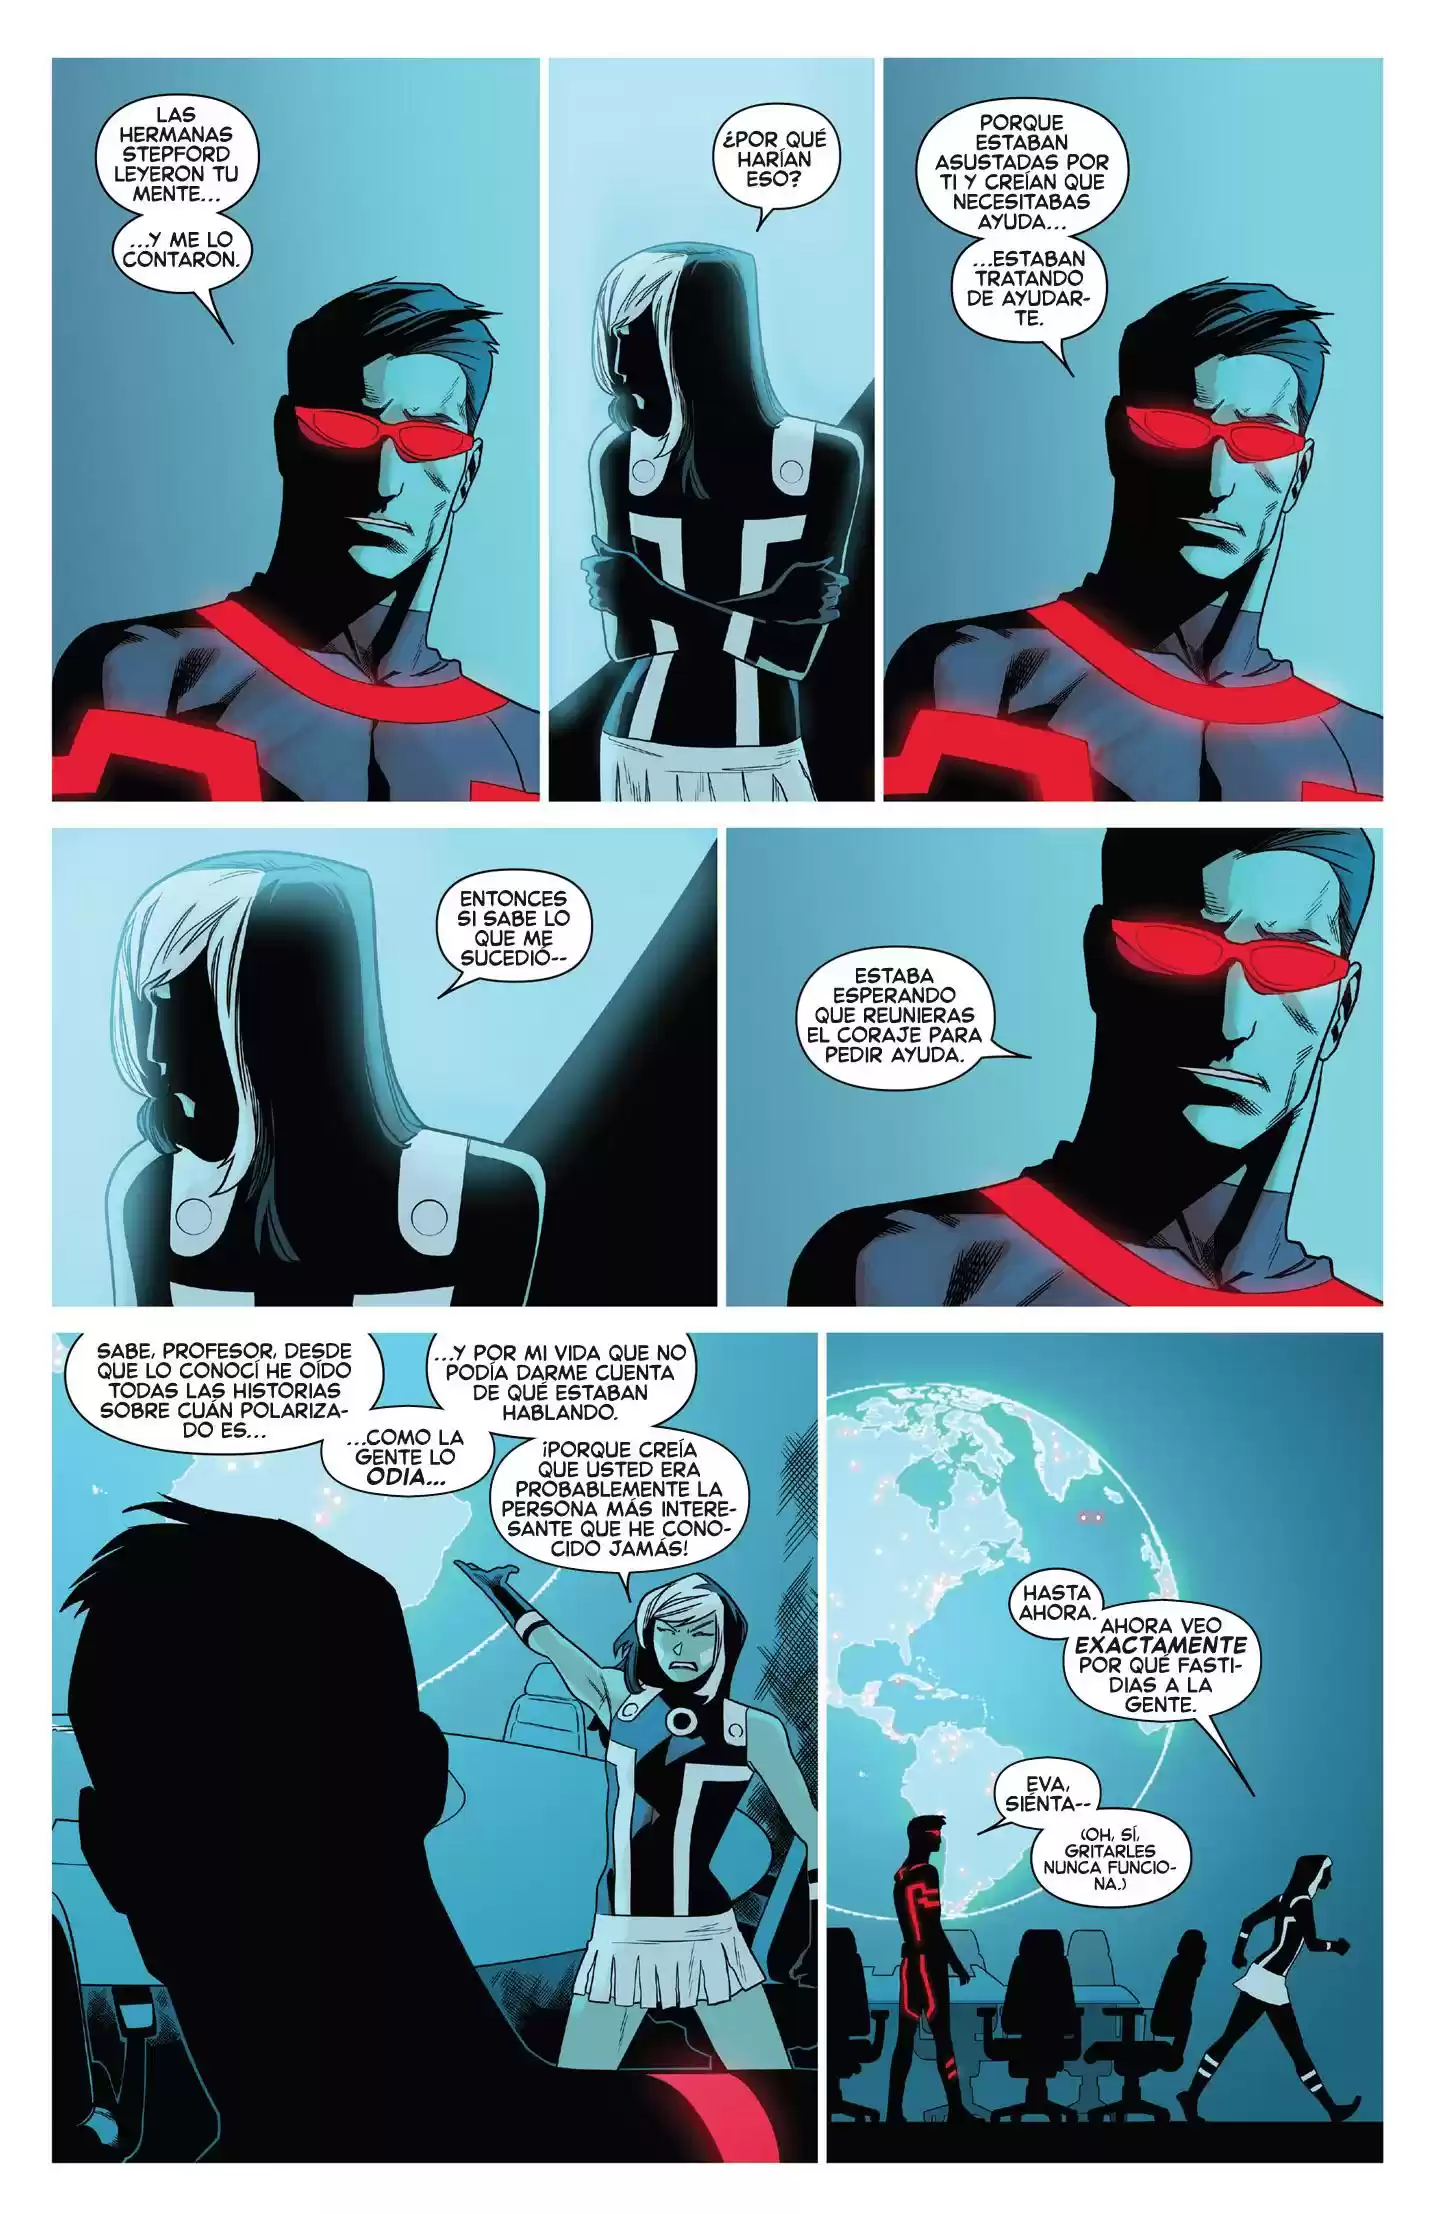 LAS
HERMANAS
STEPFORD
LEYERON TU
MENTE...
...Y ME LO
CONTARON.
¿POR QUÉ
HARÍAN
ESO?
PORQUE
ESTABAN
ASUSTADAS POR
TI Y CREÍAN QUE
NECESITABAS
AYUDA...
...ESTABAN
TRATANDO
DE AYUDAR-
TE.
ENTONCES
SI SABE LO
QUE ME
SUCEDIÓ--
ESTABA
ESPERANDO
QUE REUNIERAS
EL CORAJE PARA
PEDIR AYUDA.
SABE, PROFESOR, DESDE
QUE LO CONOCÍ HE OÍDO
TODAS LAS HISTORIAS
SOBRE CUÁN POLARIZA-
DO ES...
...COMO LA
GENTE LO
ODIA...
...Y POR MI VIDA QUE NO
PODÍA DARME CUENTA
DE QUÉ ESTABAN
HABLANDO.
¡PORQUE CREÍA
QUE USTED ERA
PROBABLEMENTE LA
PERSONA MÁS INTERE-
SANTE QUE HE CONO-
CIDO JAMÁS!
HASTA
AHORA.
AHORA VEO
EXACTAMENTE
POR QUÉ FASTI-
DIAS A LA
GENTE.
EVA,
SIÉNTA--
(OH, SÍ,
GRITARLES
NUNCA FUNCIO-
NA.)